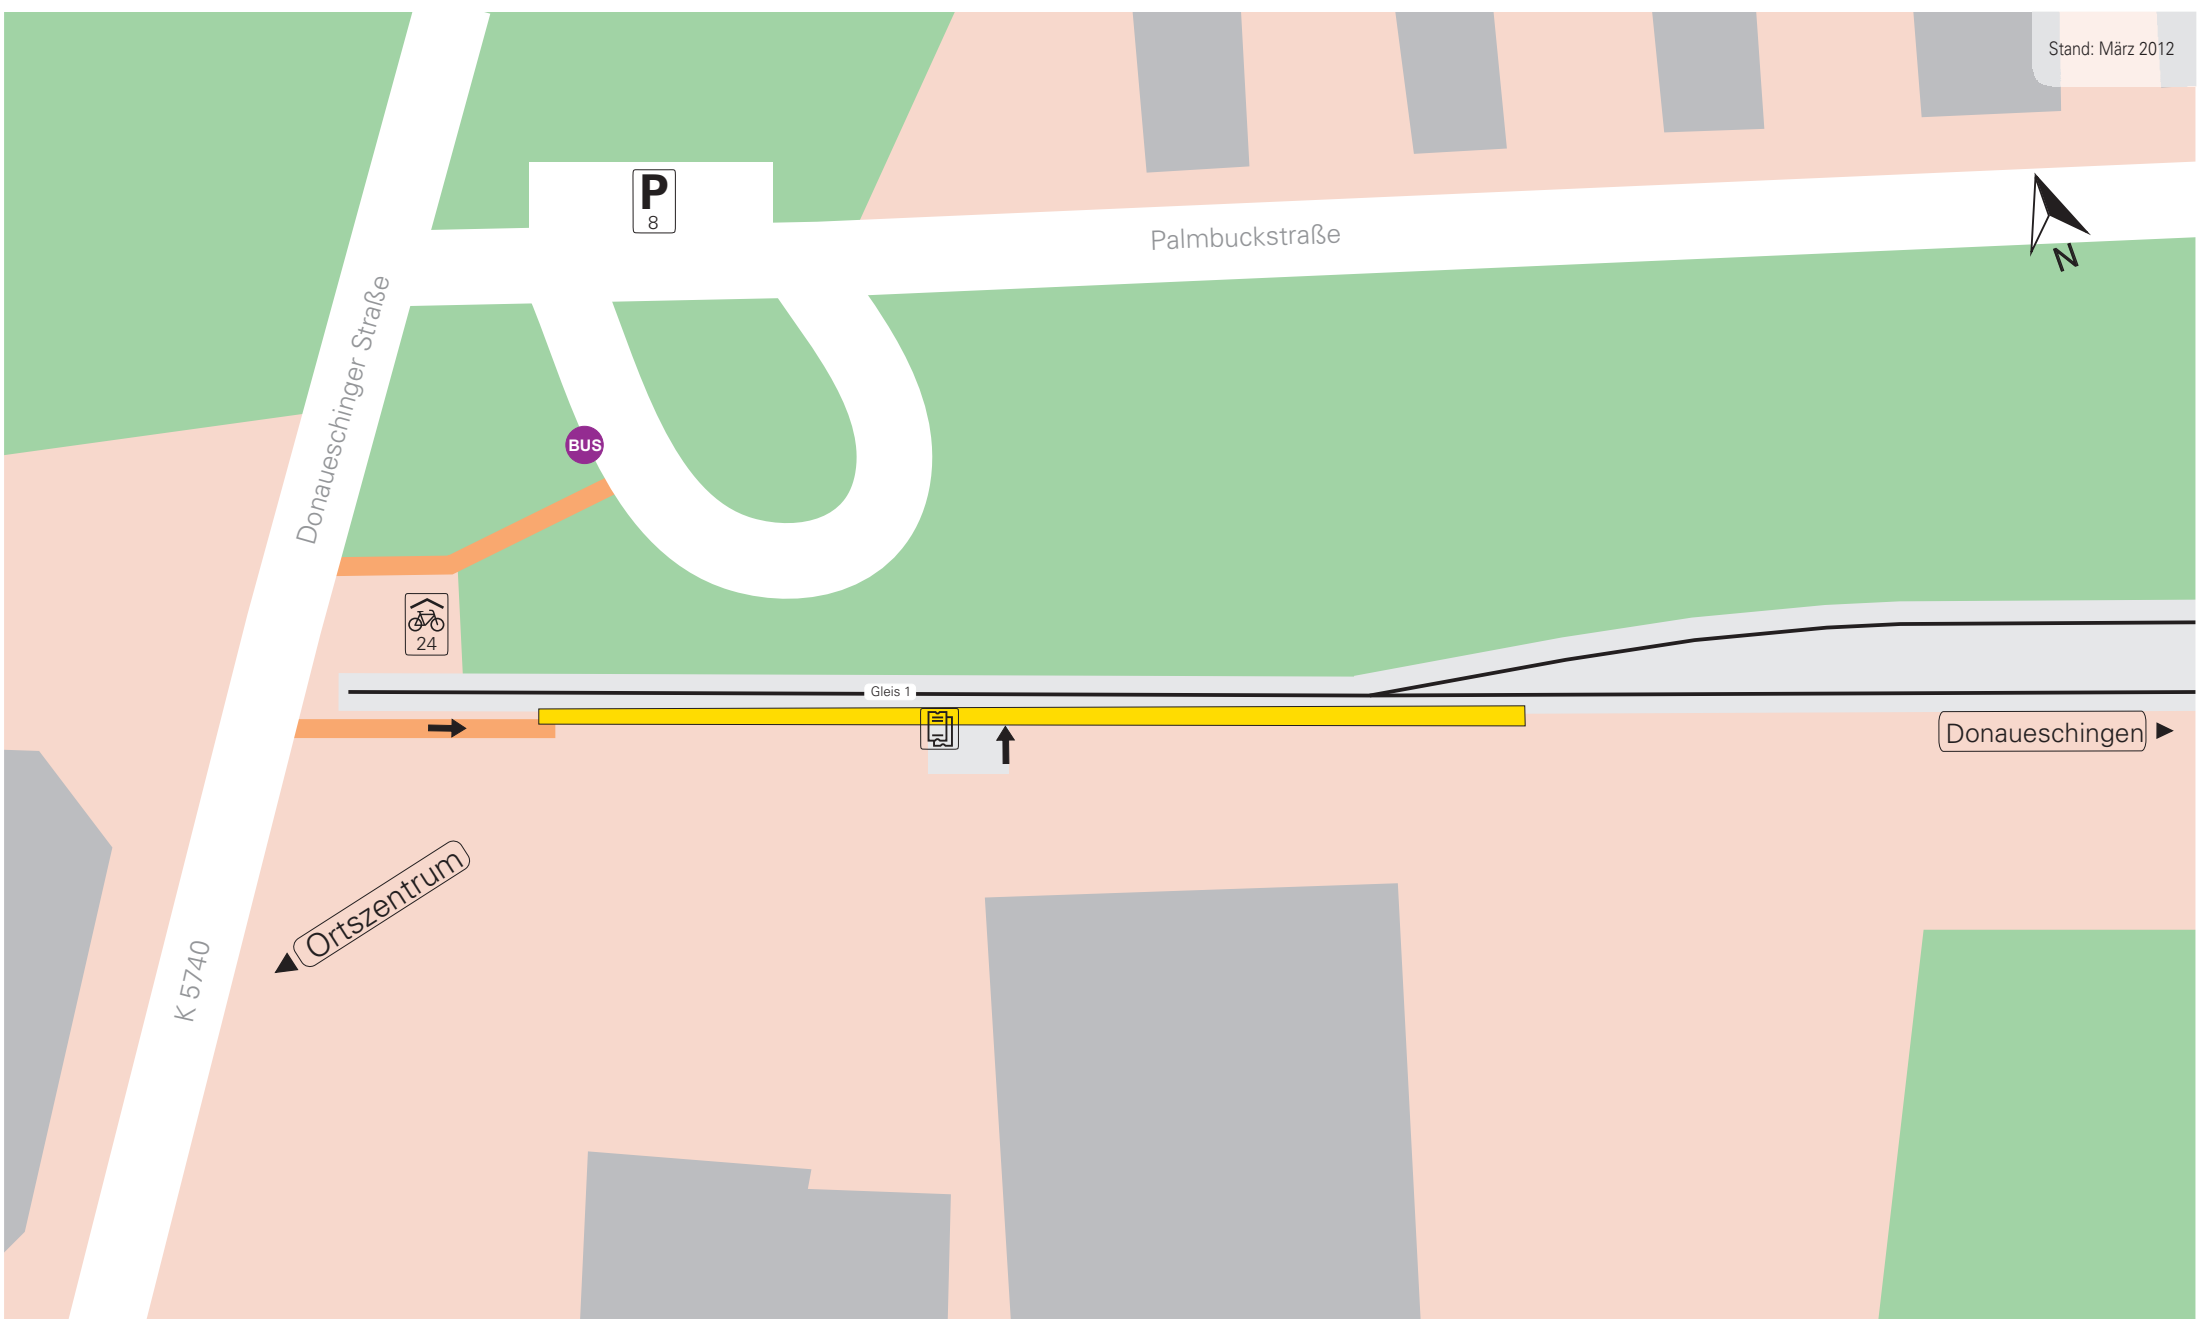 Stand: März 2012
P
8
Palmbuckstraße
N
Donaueschinger Straße
BUS
24
Gleis 1
Donaueschingen
Ortszentrum
K 5740